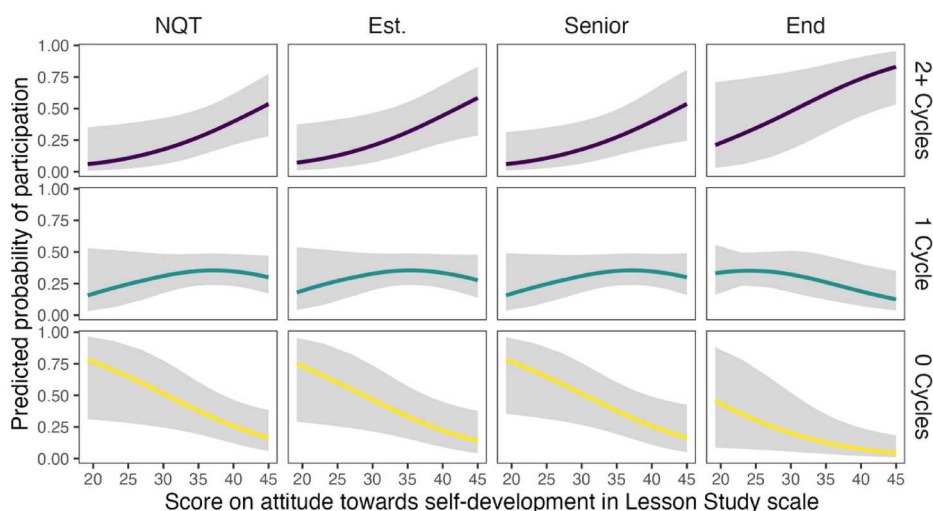 NQT Est. Senior End
Predicted probability of participation
1.00
0.75
0.50
0.25
0.00
2+ Cycles
1.00
0.75
0.50
0.25
0.00
1 Cycle
1.00
0.75
0.50
0.25
0.00
0 Cycles
20 25 30 35 40 45 20 25 30 35 40 45 20 25 30 35 40 45 20 25 30 35 40 45
Score on attitude towards self-development in Lesson Study scale